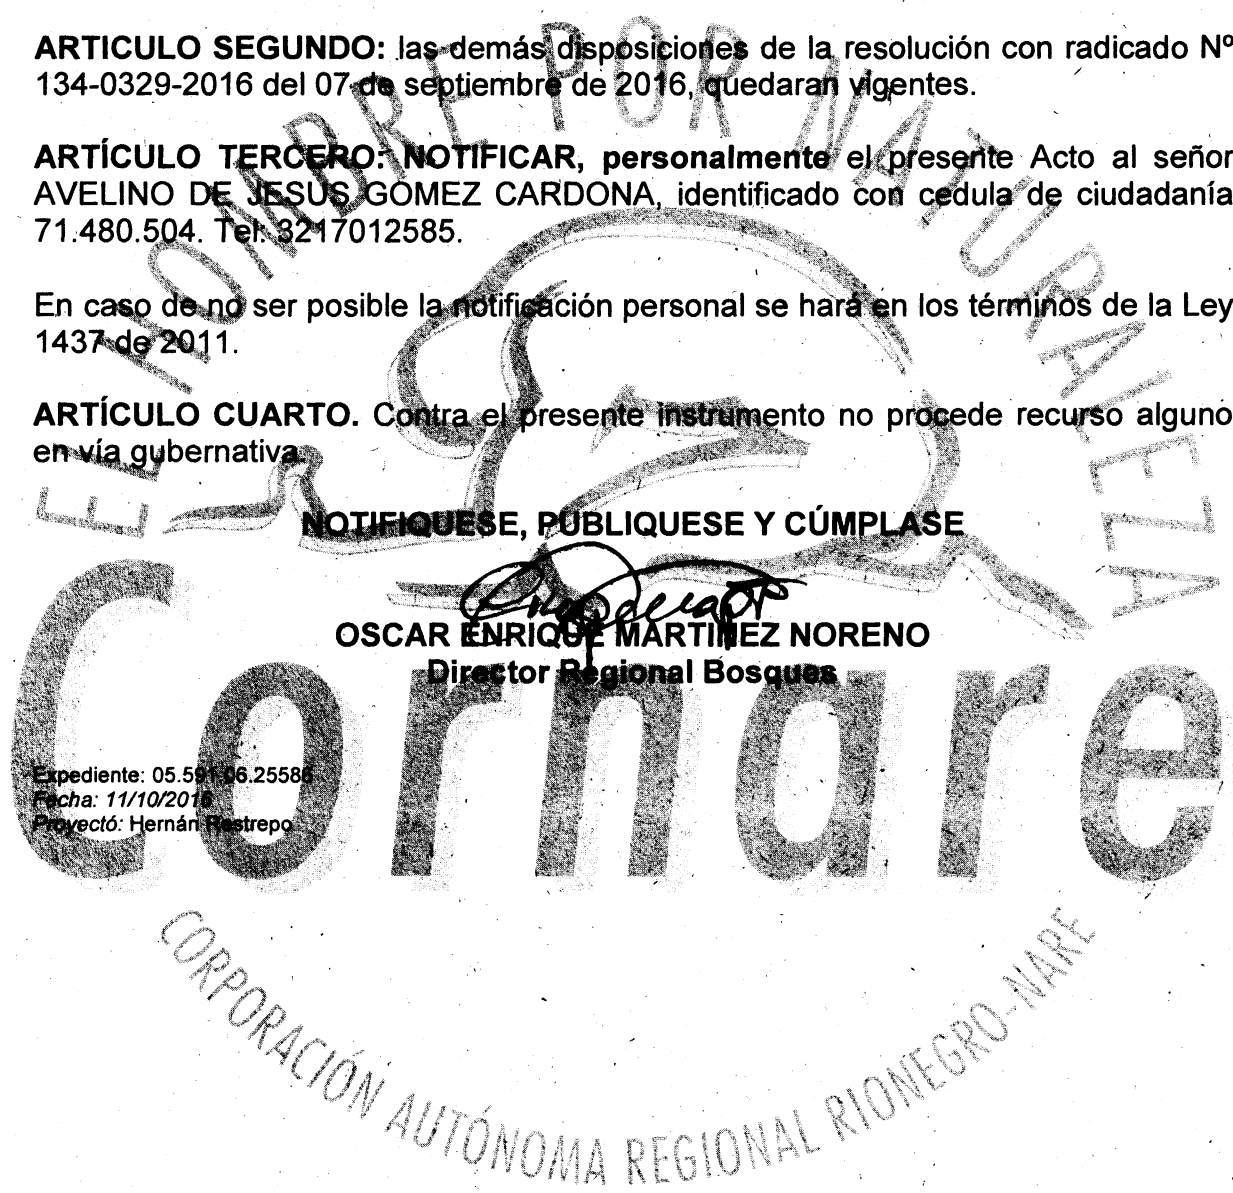 ARTICULO SEGUNDO: las demás disposiciones de la resolución con radicado Nº
134-0329-2016 del 07 de septiembre de 2016, quedaran vigentes.
ARTÍCULO TERCERO: NOTIFICAR, personalmente el presente Acto al señor
AVELINO DE JESUS GOMEZ CARDONA, identificado con cedula de ciudadanía
71.480.504. Tel: 3217012585.
En caso de no ser posible la notificación personal se hará en los términos de la Ley
1437 de 2011.
ARTÍCULO CUARTO. Contra el presente instrumento no procede recurso alguno
en vía gubernativa.
NOTIFIQUESE, PUBLIQUESE Y CÚMPLASE
OSCAR ENRIQUE MARTINEZ NORENO
Director Regional Bosques
Expediente: 05.591.06.25586
Fecha: 11/10/2016
Proyectó: Hernán Restrepo
EL HOMBRE POR NATURALEZA
Cornare
CORPORACIÓN AUTÓNOMA REGIONAL RIONEGRO-NARE